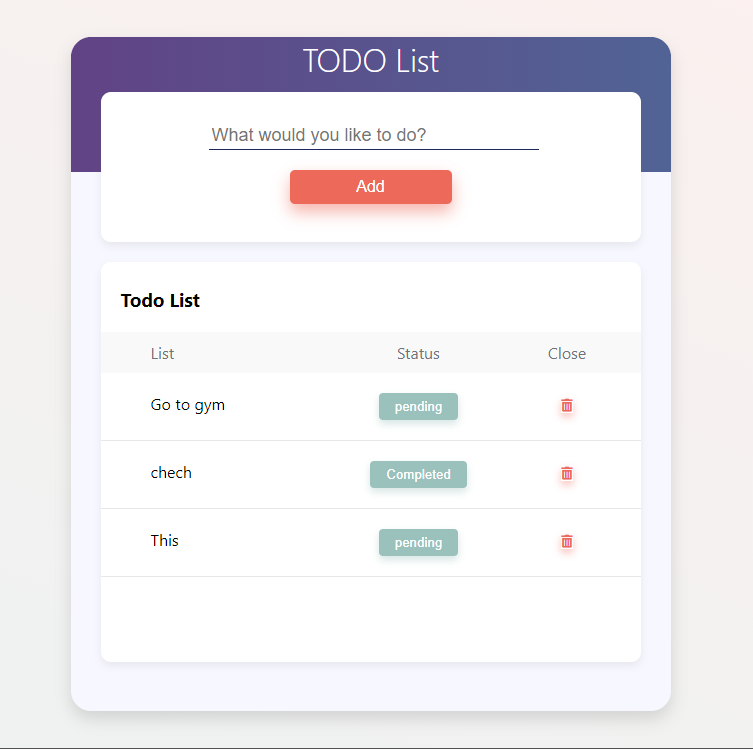 TODO List
What would you like to do?
Add
Todo List
List Status Close
Go to gym pending
chech Completed
This pending